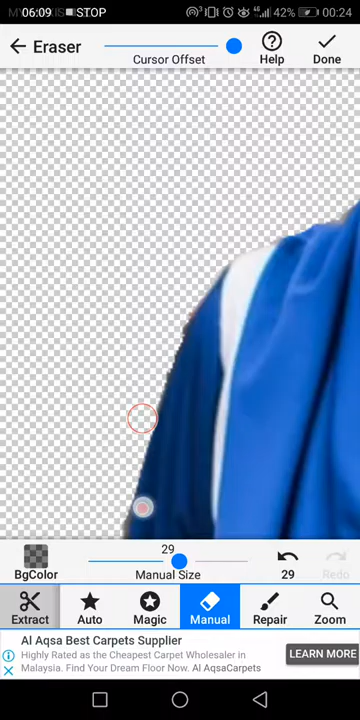 06:09 STOP 42% 00:24
Eraser
Cursor Offset
Help
Done
29
BgColor
Manual Size
29
Redo
Extract
Auto
Magic
Manual
Repair
Zoom
Al Aqsa Best Carpets Supplier
Highly Rated as the Cheapest Carpet Wholesaler in
Malaysia. Find Your Dream Floor Now. Al AqsaCarpets
LEARN MORE